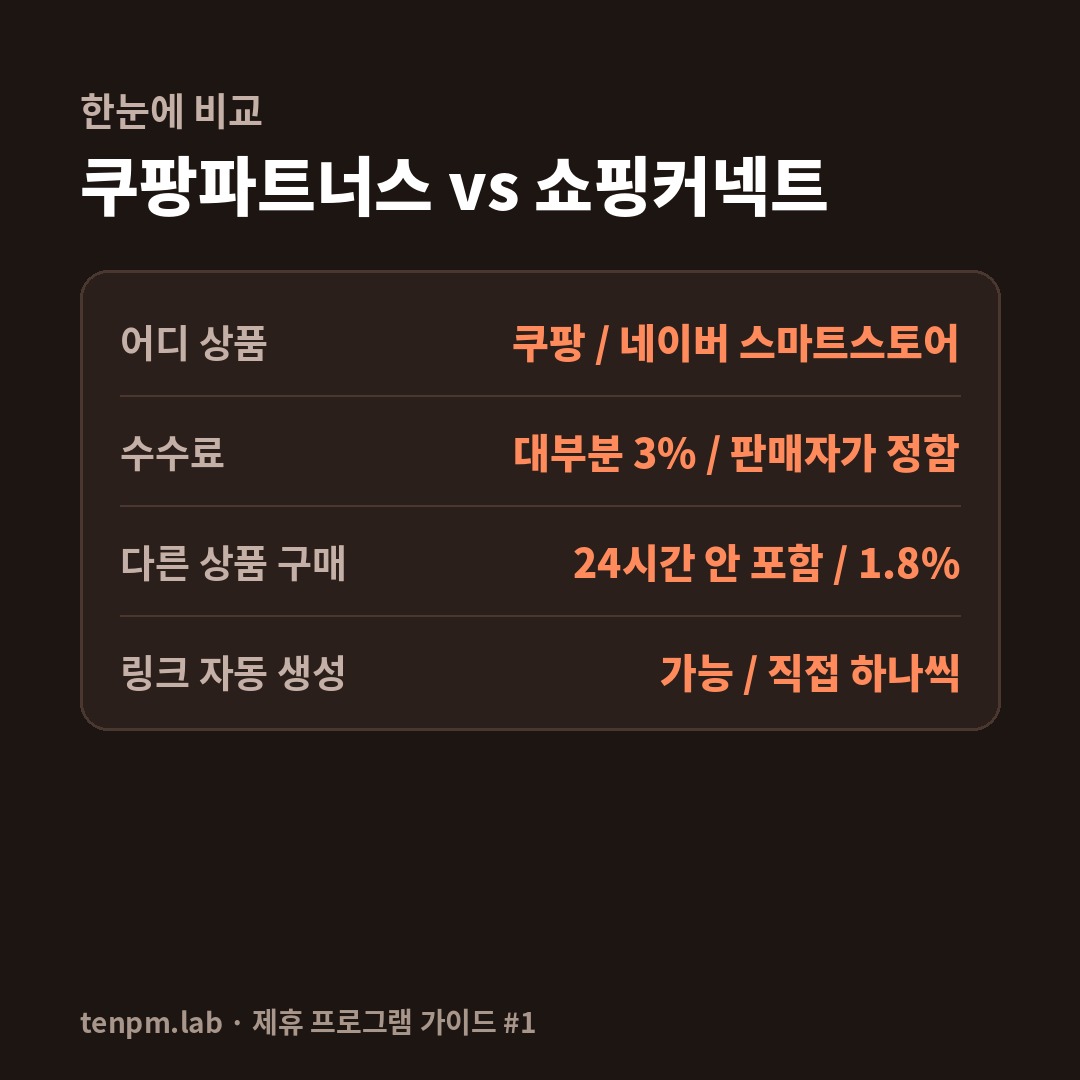 한눈에 비교
쿠팡파트너스 vs 쇼핑커넥트
어디 상품 쿠팡 / 네이버 스마트스토어
수수료 대부분 3% / 판매자가 정함
다른 상품 구매 24시간 안 포함 / 1.8%
링크 자동 생성 가능 / 직접 하나씩
tenpm.lab · 제휴 프로그램 가이드 #1